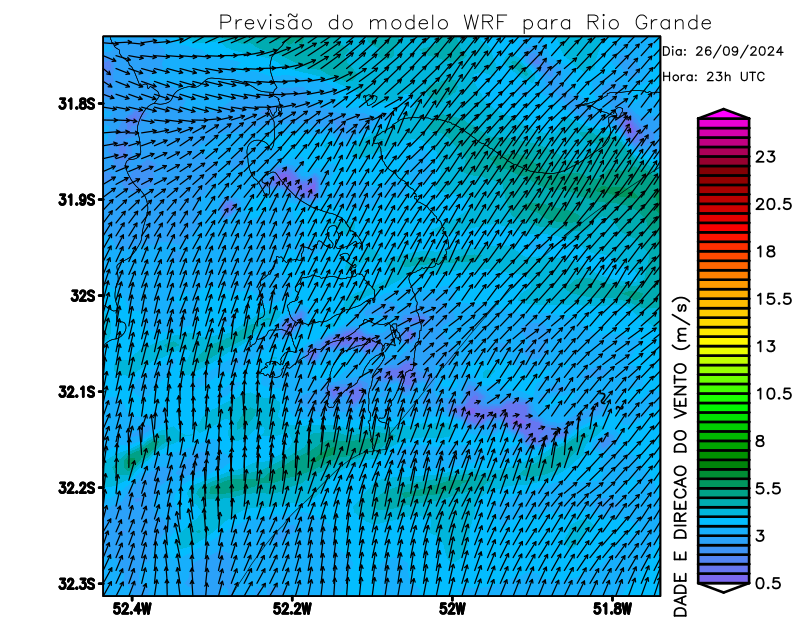 Previsão do modelo WRF para Rio Grande
Dia: 26/09/2024
Hora: 23h UTC
31.8S
31.9S
32S
32.1S
32.2S
32.3S
52.4W
52.2W
52W
51.8W
23
20.5
18
15.5
13
10.5
8
5.5
3
0.5
DADE E DIRECAO DO VENTO (m/s)